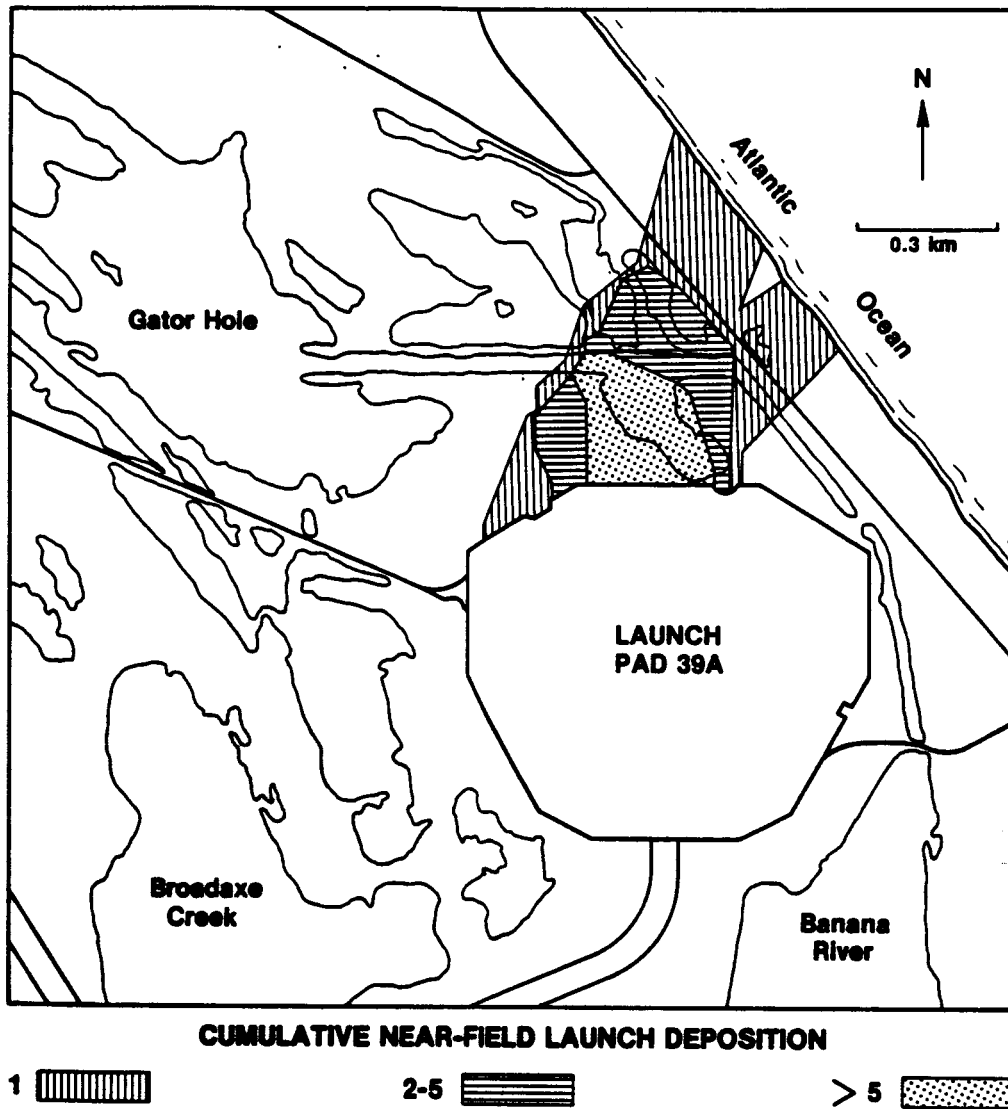 N
Atlantic
Ocean
0.3 km
Gator Hole
LAUNCH
PAD 39A
Broadaxe
Creek
Banana
River
CUMULATIVE NEAR-FIELD LAUNCH DEPOSITION
1
2-5
> 5